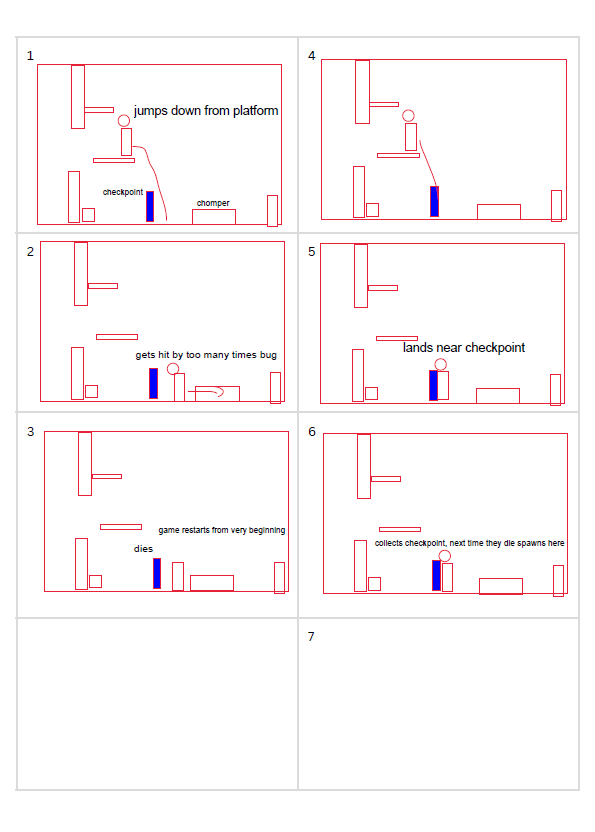 1
jumps down from platform
checkpoint
chomper
2
gets hit by too many times bug
3
game restarts from very beginning
dies
4
5
lands near checkpoint
6
collects checkpoint, next time they die spawns here
7